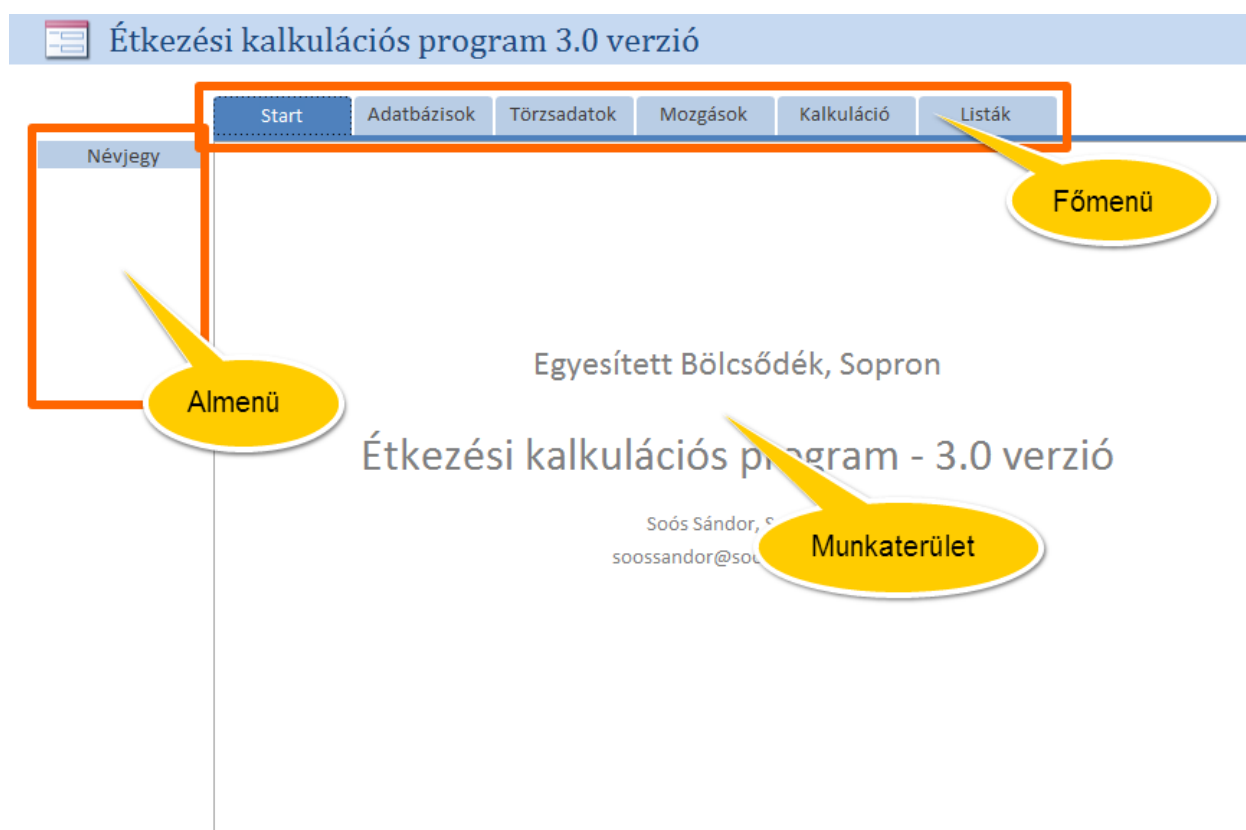 Étkezési kalkulációs program 3.0 verzió
Start Adatbázisok Törzsadatok Mozgások Kalkuláció Listák
Névjegy
Főmenü
Egyesített Bölcsődék, Sopron
Almenü
Étkezési kalkulációs program - 3.0 verzió
Soós Sándor,
Munkaterület